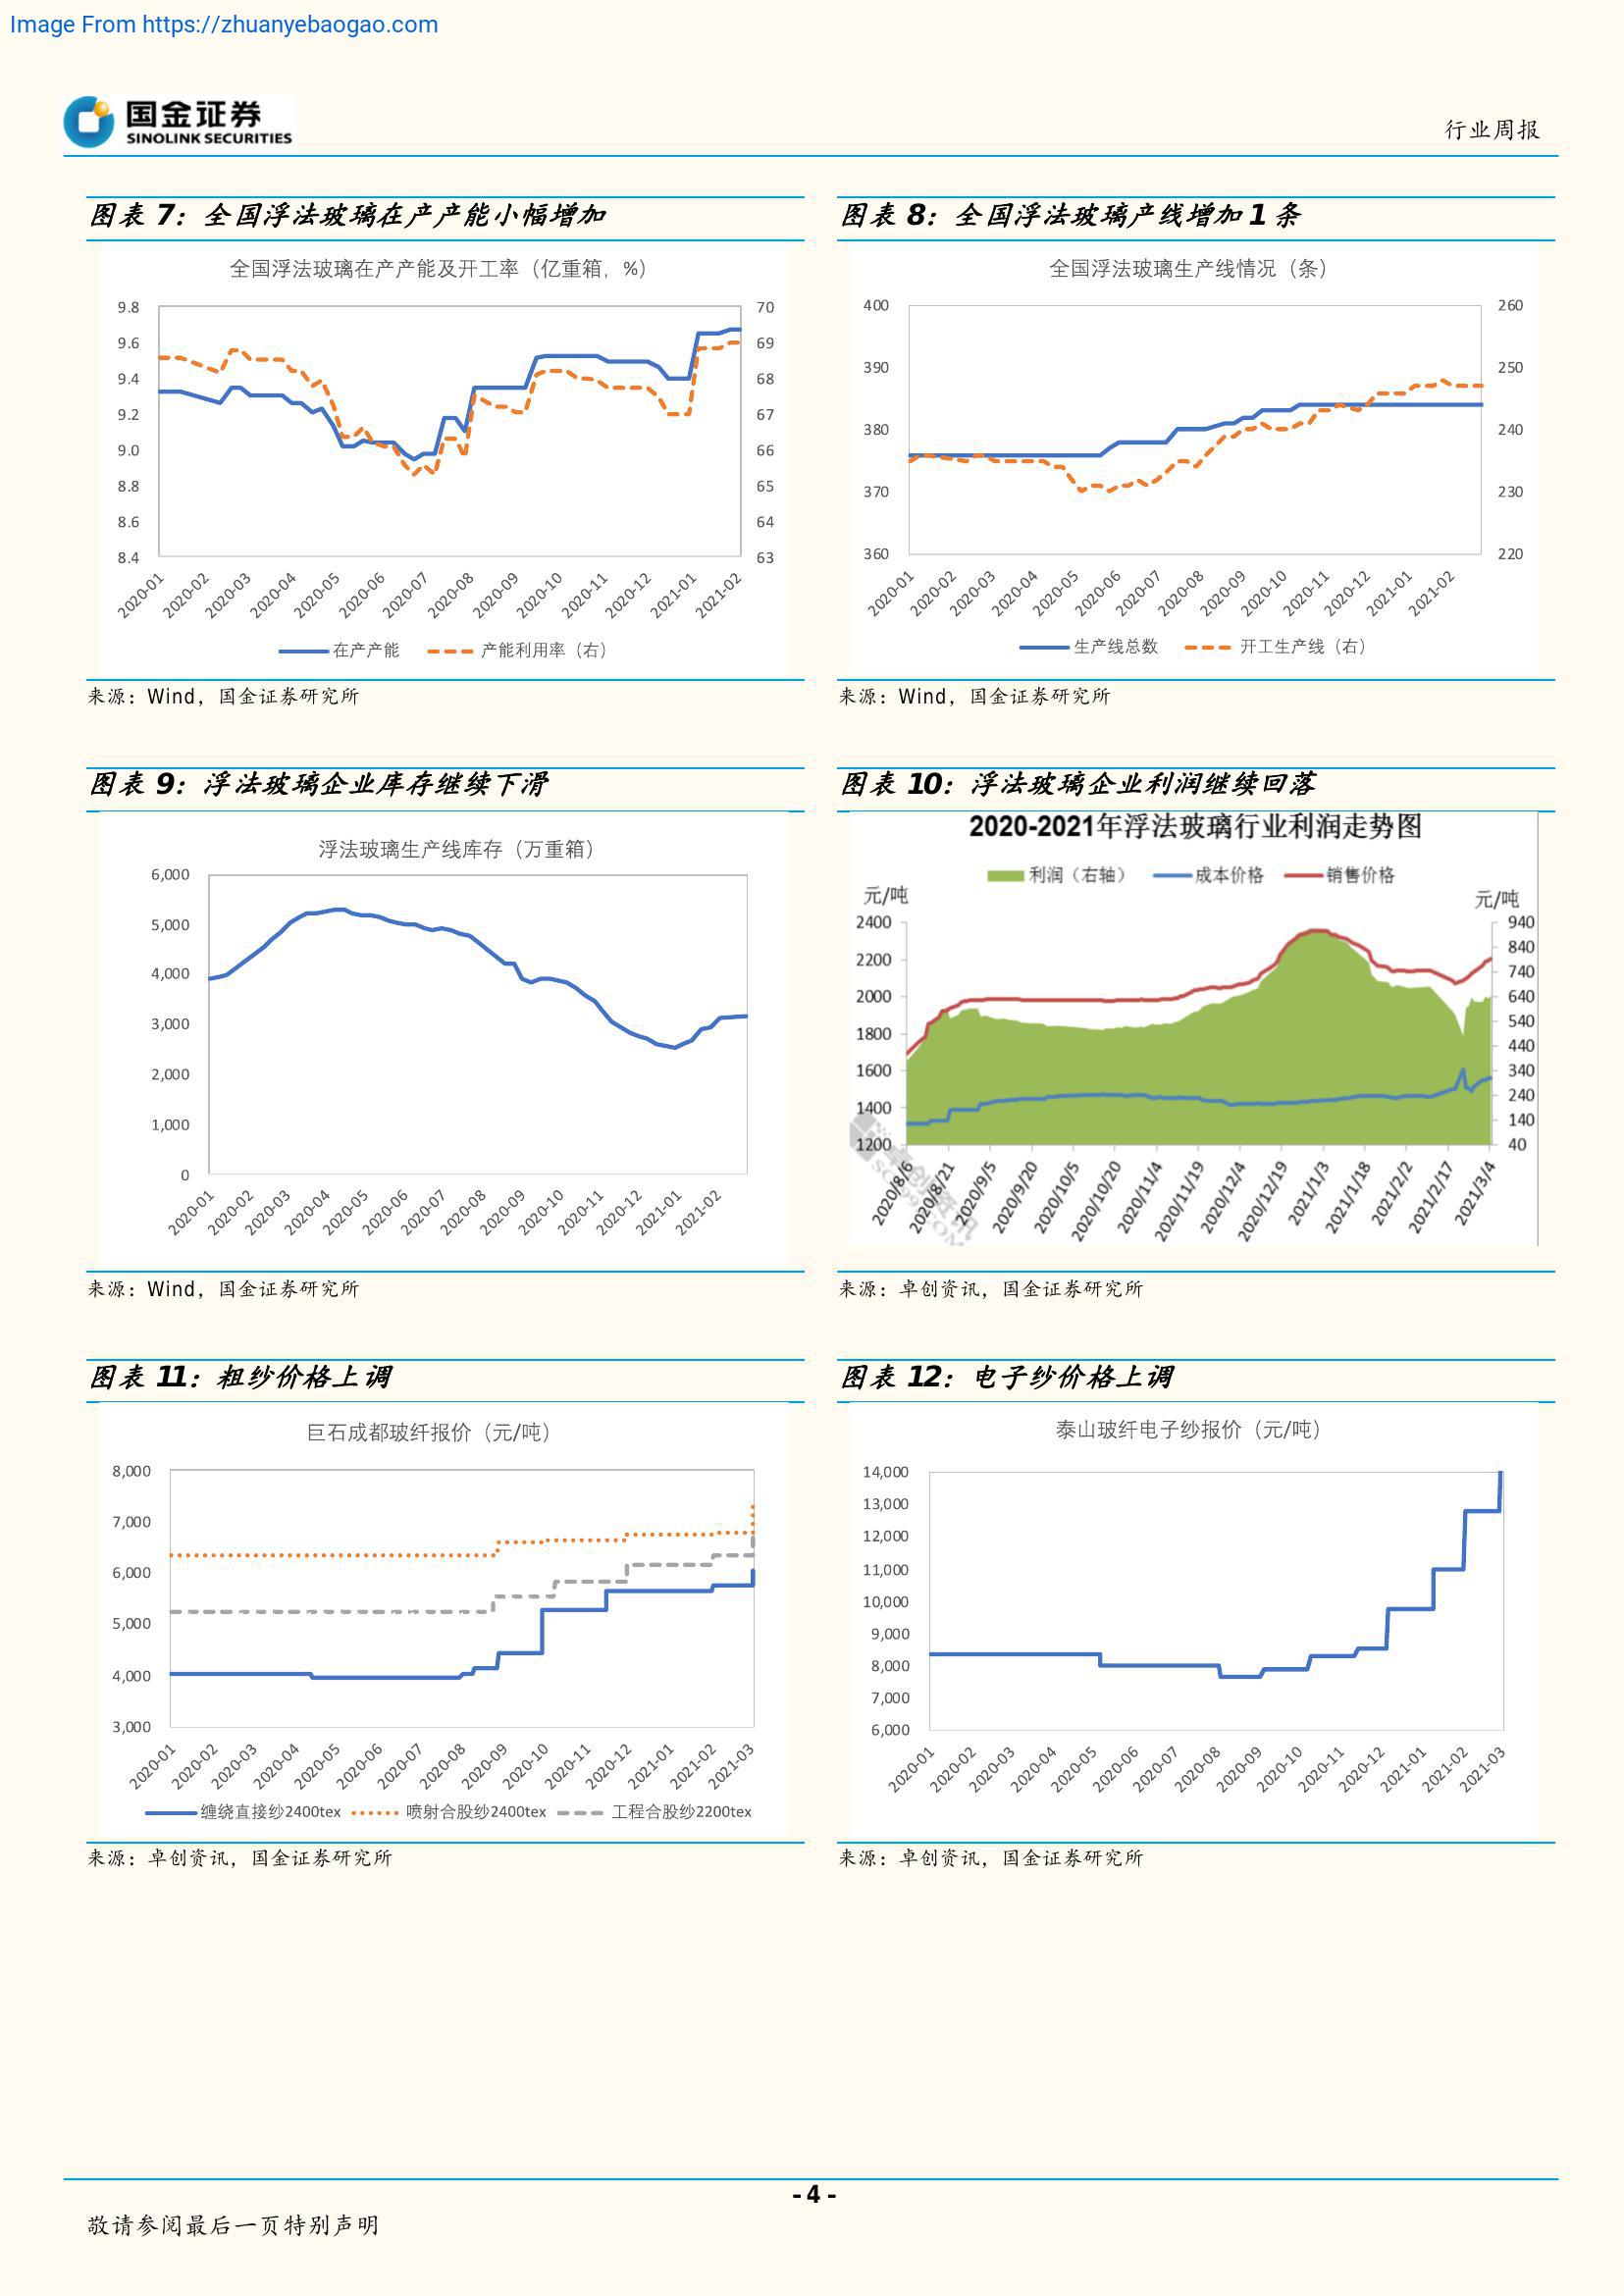 Image From https://zhuanyebaogao.com
国金证券
SINOLINK SECURITIES
行业周报
图表 7：全国浮法玻璃在产产能小幅增加
全国浮法玻璃在产产能及开工率（亿重箱，%）
9.8
9.6
9.4
9.2
9.0
8.8
8.6
8.4
70
69
68
67
66
65
64
63
2020-01 2020-02 2020-03 2020-04 2020-05 2020-06 2020-07 2020-08 2020-09 2020-10 2020-11 2020-12 2021-01 2021-02
在产产能 产能利用率（右）
来源：Wind，国金证券研究所
图表 8：全国浮法玻璃产线增加 1 条
全国浮法玻璃生产线情况（条）
400
390
380
370
360
260
250
240
230
220
2020-01 2020-02 2020-03 2020-04 2020-05 2020-06 2020-07 2020-08 2020-09 2020-10 2020-11 2020-12 2021-01 2021-02
生产线总数 开工生产线（右）
来源：Wind，国金证券研究所
图表 9：浮法玻璃企业库存继续下滑
浮法玻璃生产线库存（万重箱）
6,000
5,000
4,000
3,000
2,000
1,000
0
2020-01 2020-02 2020-03 2020-04 2020-05 2020-06 2020-07 2020-08 2020-09 2020-10 2020-11 2020-12 2021-01 2021-02
来源：Wind，国金证券研究所
图表 10：浮法玻璃企业利润继续回落
2020-2021年浮法玻璃行业利润走势图
利润（右轴） 成本价格 销售价格
元/吨
元/吨
2400
2200
2000
1800
1600
1400
1200
940
840
740
640
540
440
340
240
140
40
2020/8/6 2020/8/21 2020/9/5 2020/9/20 2020/10/5 2020/10/20 2020/11/4 2020/11/19 2020/12/4 2020/12/19 2021/1/3 2021/1/18 2021/2/2 2021/2/17 2021/3/4
卓创资讯
来源：卓创资讯，国金证券研究所
图表 11：粗纱价格上调
巨石成都玻纤报价（元/吨）
8,000
7,000
6,000
5,000
4,000
3,000
2020-01 2020-02 2020-03 2020-04 2020-05 2020-06 2020-07 2020-08 2020-09 2020-10 2020-11 2020-12 2021-01 2021-02 2021-03
缠绕直接纱2400tex 喷射合股纱2400tex 工程合股纱2200tex
来源：卓创资讯，国金证券研究所
图表 12：电子纱价格上调
泰山玻纤电子纱报价（元/吨）
14,000
13,000
12,000
11,000
10,000
9,000
8,000
7,000
6,000
2020-01 2020-02 2020-03 2020-04 2020-05 2020-06 2020-07 2020-08 2020-09 2020-10 2020-11 2020-12 2021-01 2021-02 2021-03
来源：卓创资讯，国金证券研究所
- 4 -
敬请参阅最后一页特别声明